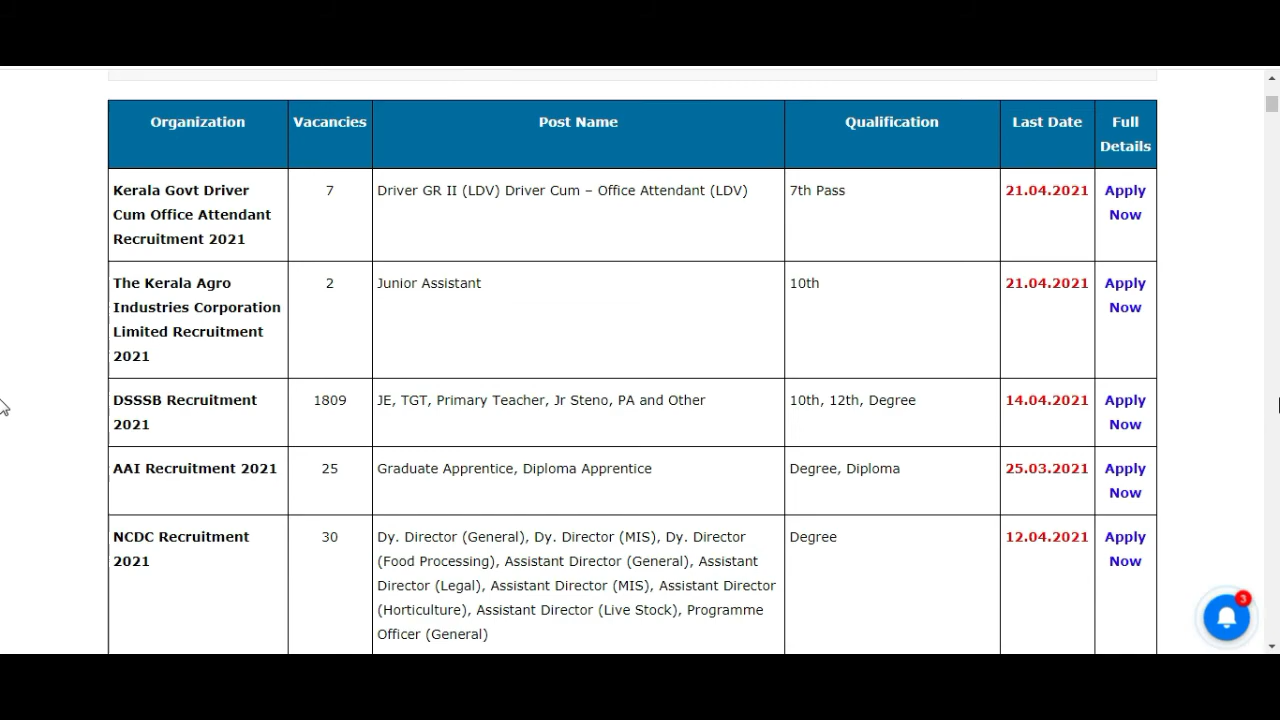 Organization Vacancies Post Name Qualification Last Date Full
Details
Kerala Govt Driver 7 Driver GR II (LDV) Driver Cum – Office Attendant (LDV) 7th Pass 21.04.2021 Apply
Cum Office Attendant Now
Recruitment 2021
The Kerala Agro 2 Junior Assistant 10th 21.04.2021 Apply
Industries Corporation Now
Limited Recruitment
2021
DSSSB Recruitment 1809 JE, TGT, Primary Teacher, Jr Steno, PA and Other 10th, 12th, Degree 14.04.2021 Apply
2021 Now
AAI Recruitment 2021 25 Graduate Apprentice, Diploma Apprentice Degree, Diploma 25.03.2021 Apply
Now
NCDC Recruitment 30 Dy. Director (General), Dy. Director (MIS), Dy. Director Degree 12.04.2021 Apply
2021 (Food Processing), Assistant Director (General), Assistant Now
Director (Legal), Assistant Director (MIS), Assistant Director
(Horticulture), Assistant Director (Live Stock), Programme
Officer (General)
3